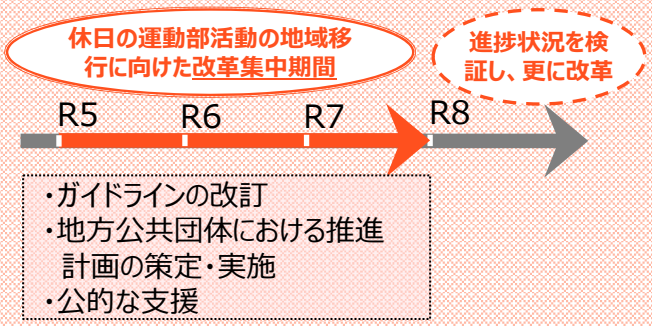 休日の運動部活動の地域移
行に向けた改革集中期間
進捗状況を検
証し、更に改革
R5 R6 R7 R8
・ガイドラインの改訂
・地方公共団体における推進
計画の策定・実施
・公的な支援